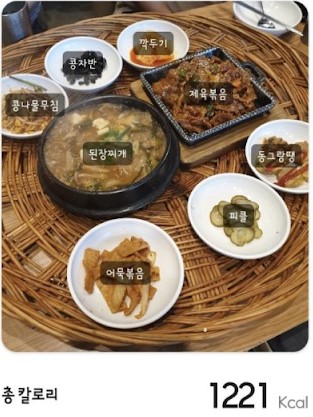 깍두기
콩자반
제육볶음
콩나물무침
된장찌개
동그랑땡
피클
어묵볶음
총 칼로리
1221 Kcal